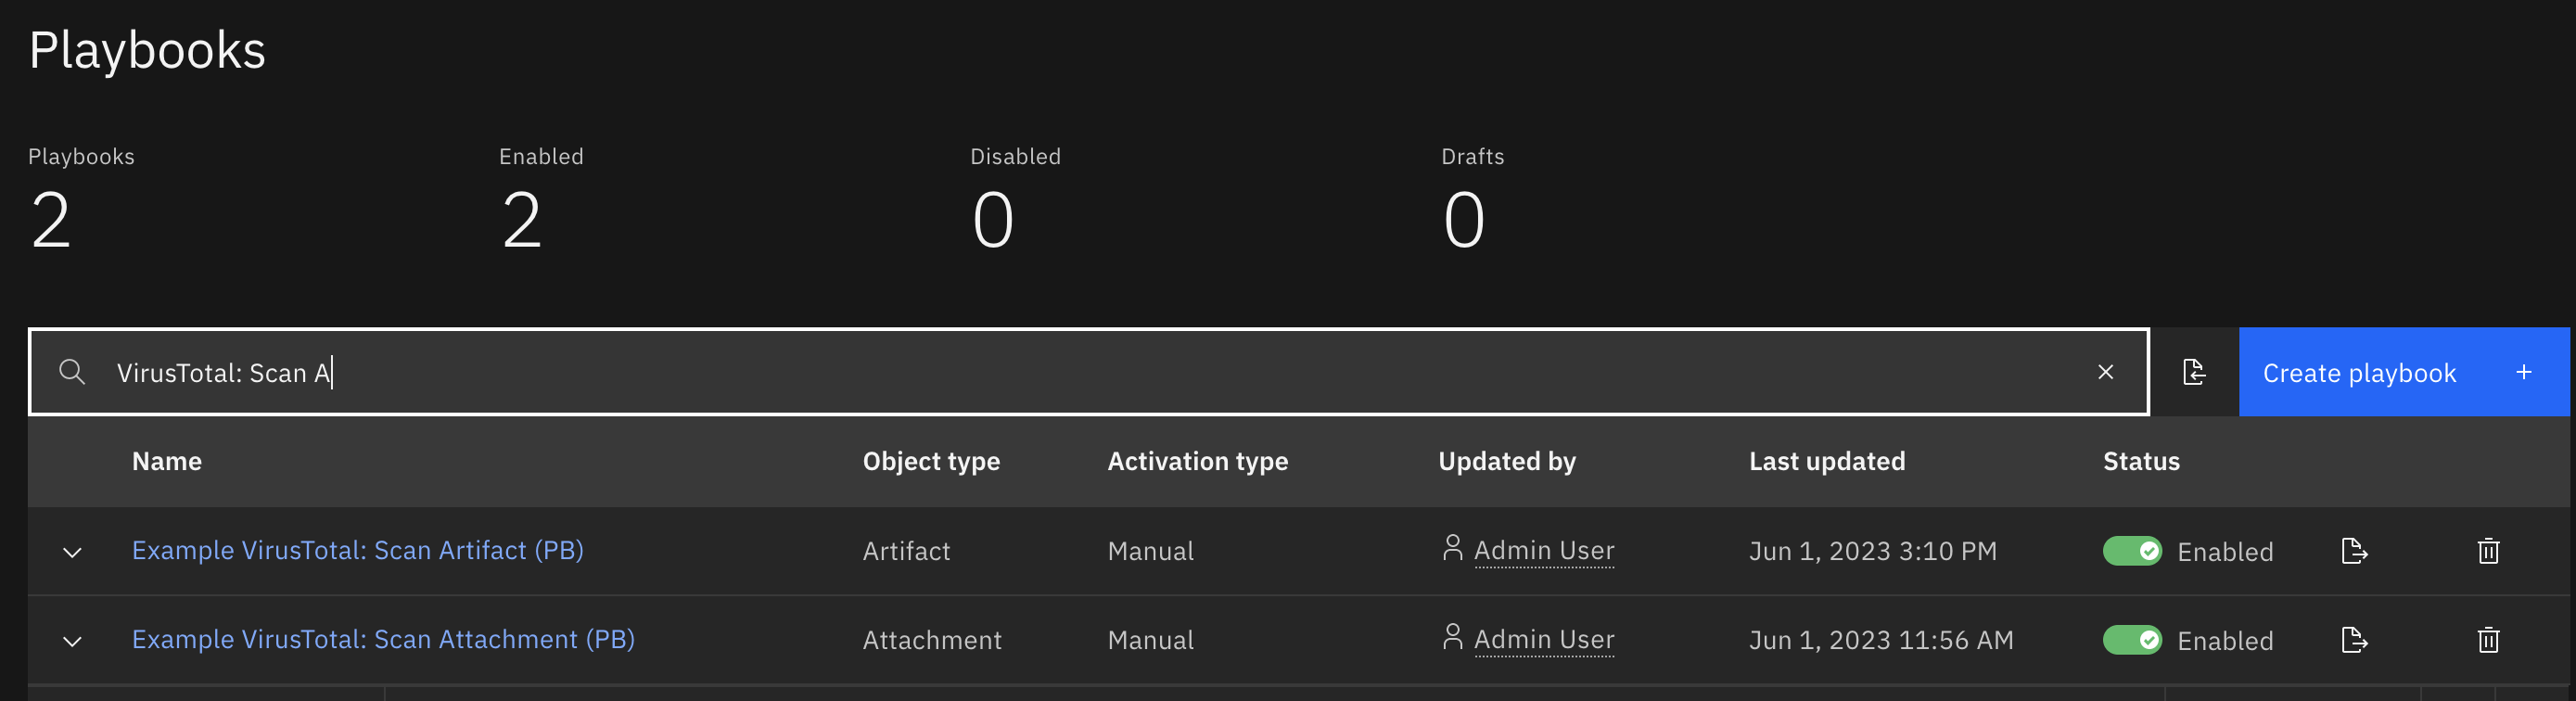 Playbooks
Playbooks Enabled Disabled Drafts
2 2 0 0
VirusTotal: Scan A Create playbook
Name Object type Activation type Updated by Last updated Status
Example VirusTotal: Scan Artifact (PB) Artifact Manual Admin User Jun 1, 2023 3:10 PM Enabled
Example VirusTotal: Scan Attachment (PB) Attachment Manual Admin User Jun 1, 2023 11:56 AM Enabled